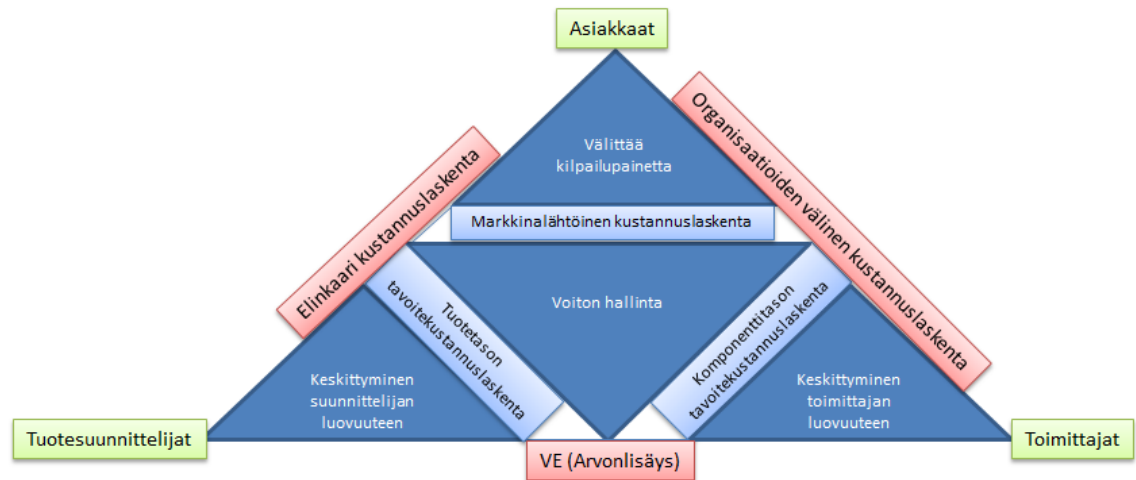 Asiakkaat
Välittää
kilpailupainetta
Organisaatioiden välinen kustannuslaskenta
Elinkaari kustannuslaskenta
Markkinalähtöinen kustannuslaskenta
Voiton hallinta
Tuotetason
tavoitekustannuslaskenta
Komponenttitason
tavoitekustannuslaskenta
Keskittyminen
suunnittelijan
luovuuteen
Keskittyminen
toimittajan
luovuuteen
Tuotesuunnittelijat
VE (Arvonlisäys)
Toimittajat